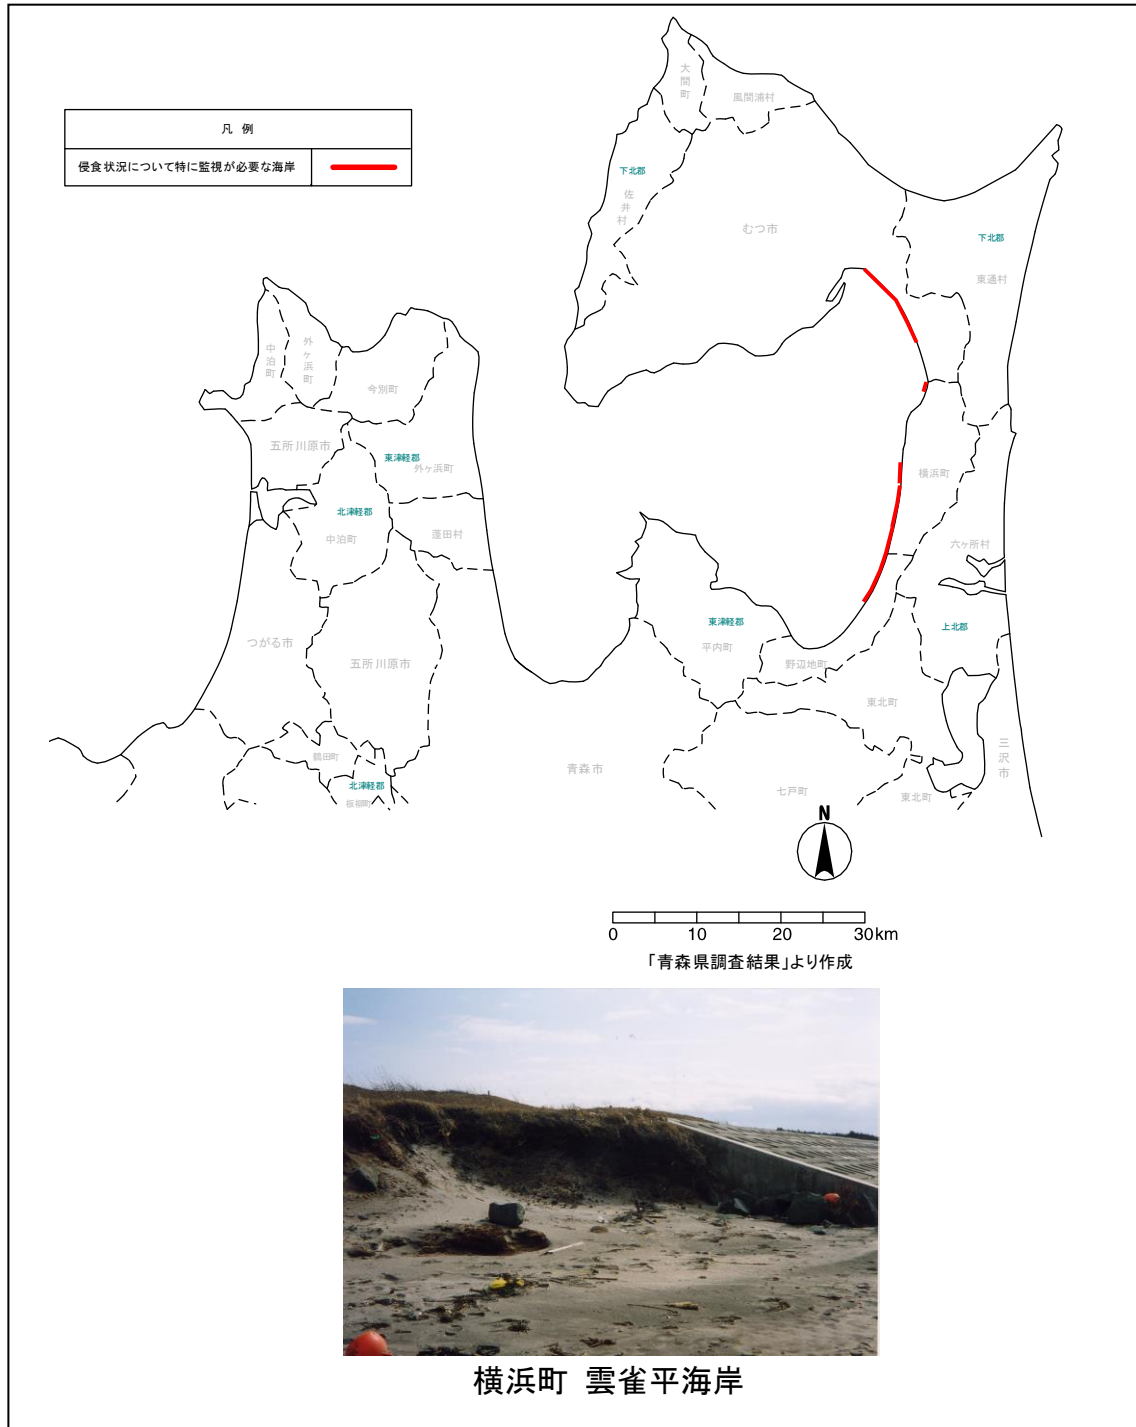 凡 例
侵食状況について特に監視が必要な海岸
大間町
風間浦村
下北郡
佐井村
むつ市
下北郡
東通村
中泊町
外ヶ浜町
今別町
五所川原市
東津軽郡
外ヶ浜町
横浜町
北津軽郡
中泊町
蓬田村
六ヶ所村
東津軽郡
平内町
上北郡
つがる市
五所川原市
野辺地町
東北町
三沢市
鶴田町
青森市
北津軽郡
板柳町
七戸町
東北町
N
0 10 20 30km
「青森県調査結果」より作成
横浜町 雲雀平海岸